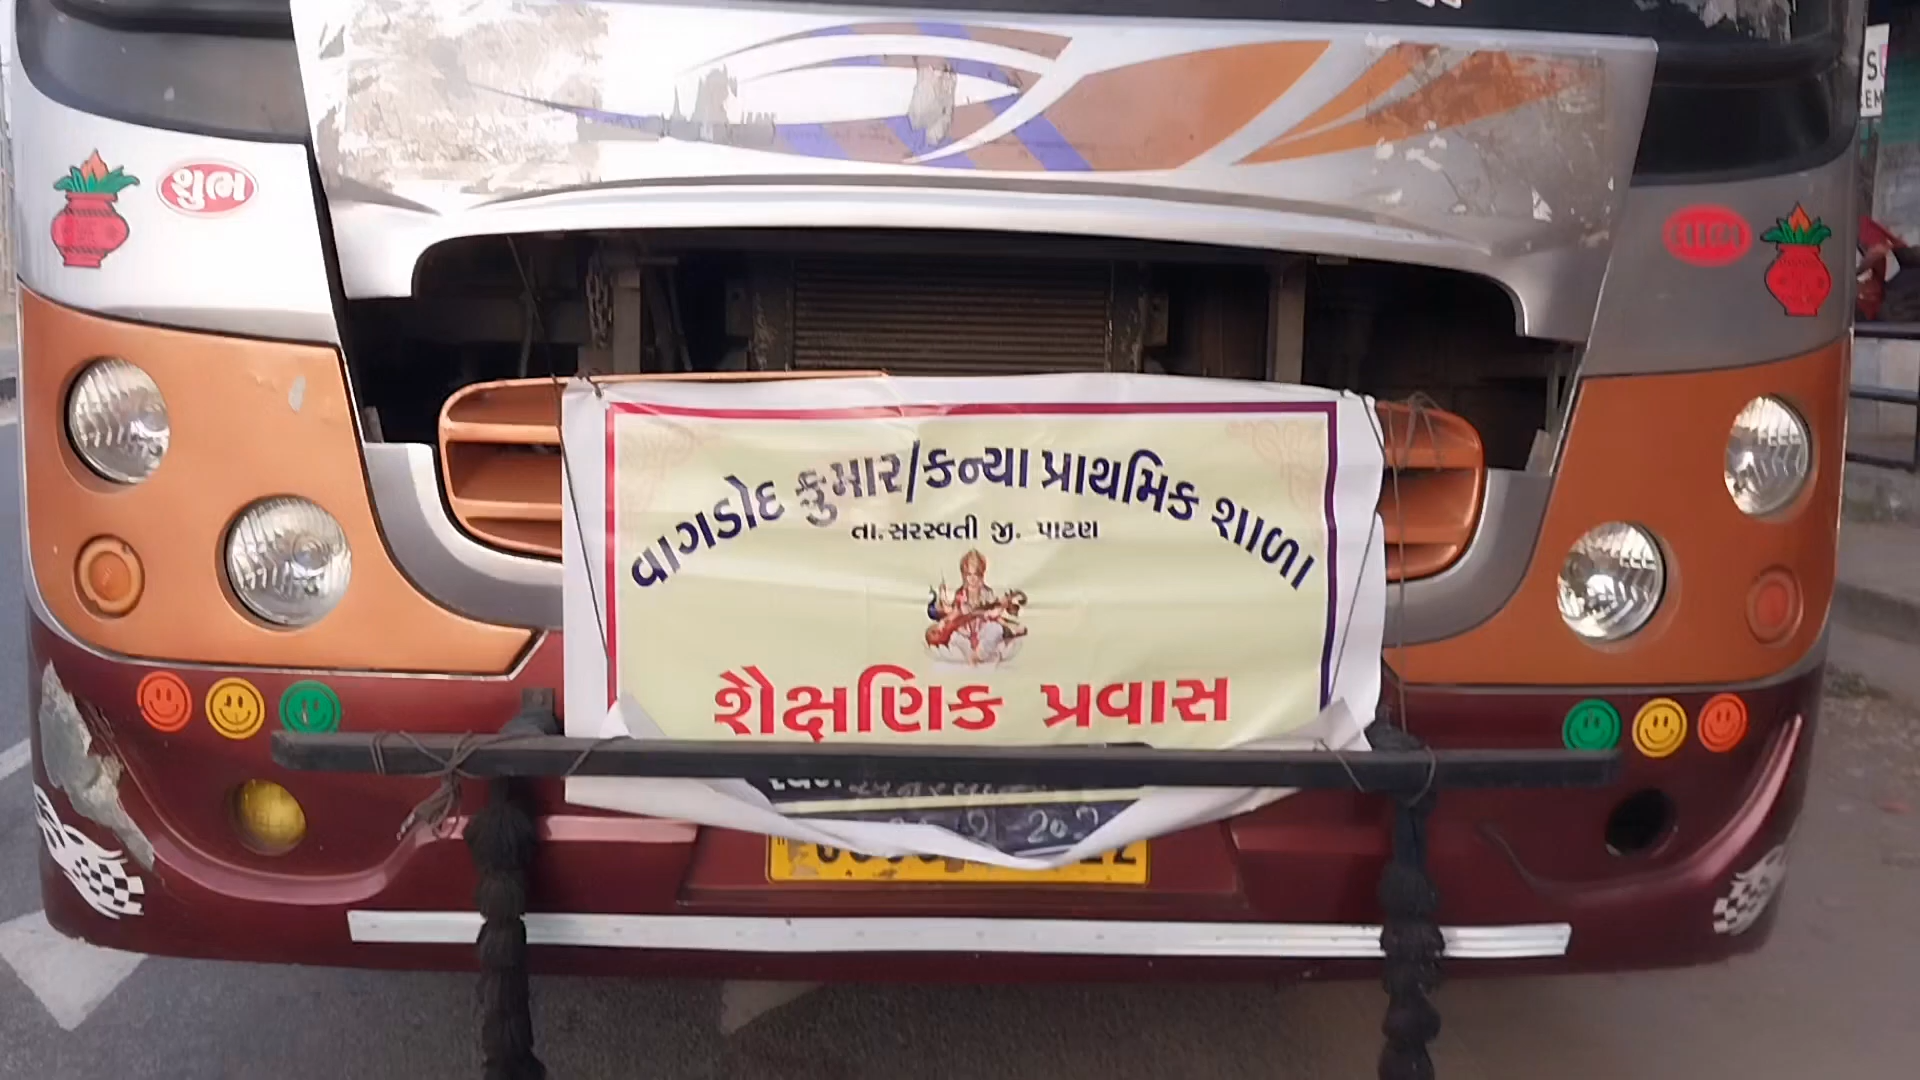 શુભ
લાભ
વાગડોદ કુમાર/કન્યા પ્રાથમિક શાળા
તા.સરસ્વતી જી. પાટણ
શૈક્ષણિક પ્રવાસ